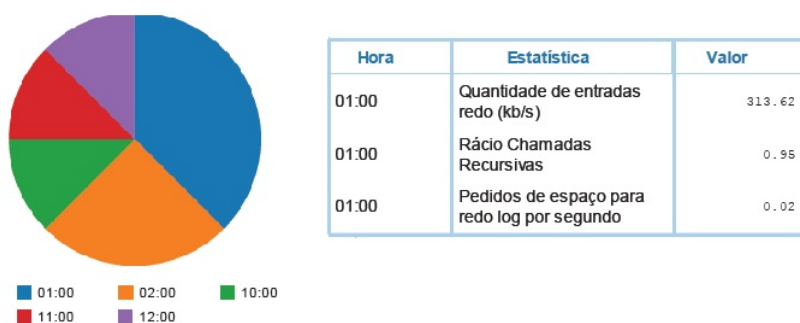 Hora Estatística Valor
01:00 Quantidade de entradas
redo (kb/s) 313.62
01:00 Rácio Chamadas
Recursivas 0.95
01:00 Pedidos de espaço para
redo log por segundo 0.02
01:00 02:00 10:00
11:00 12:00